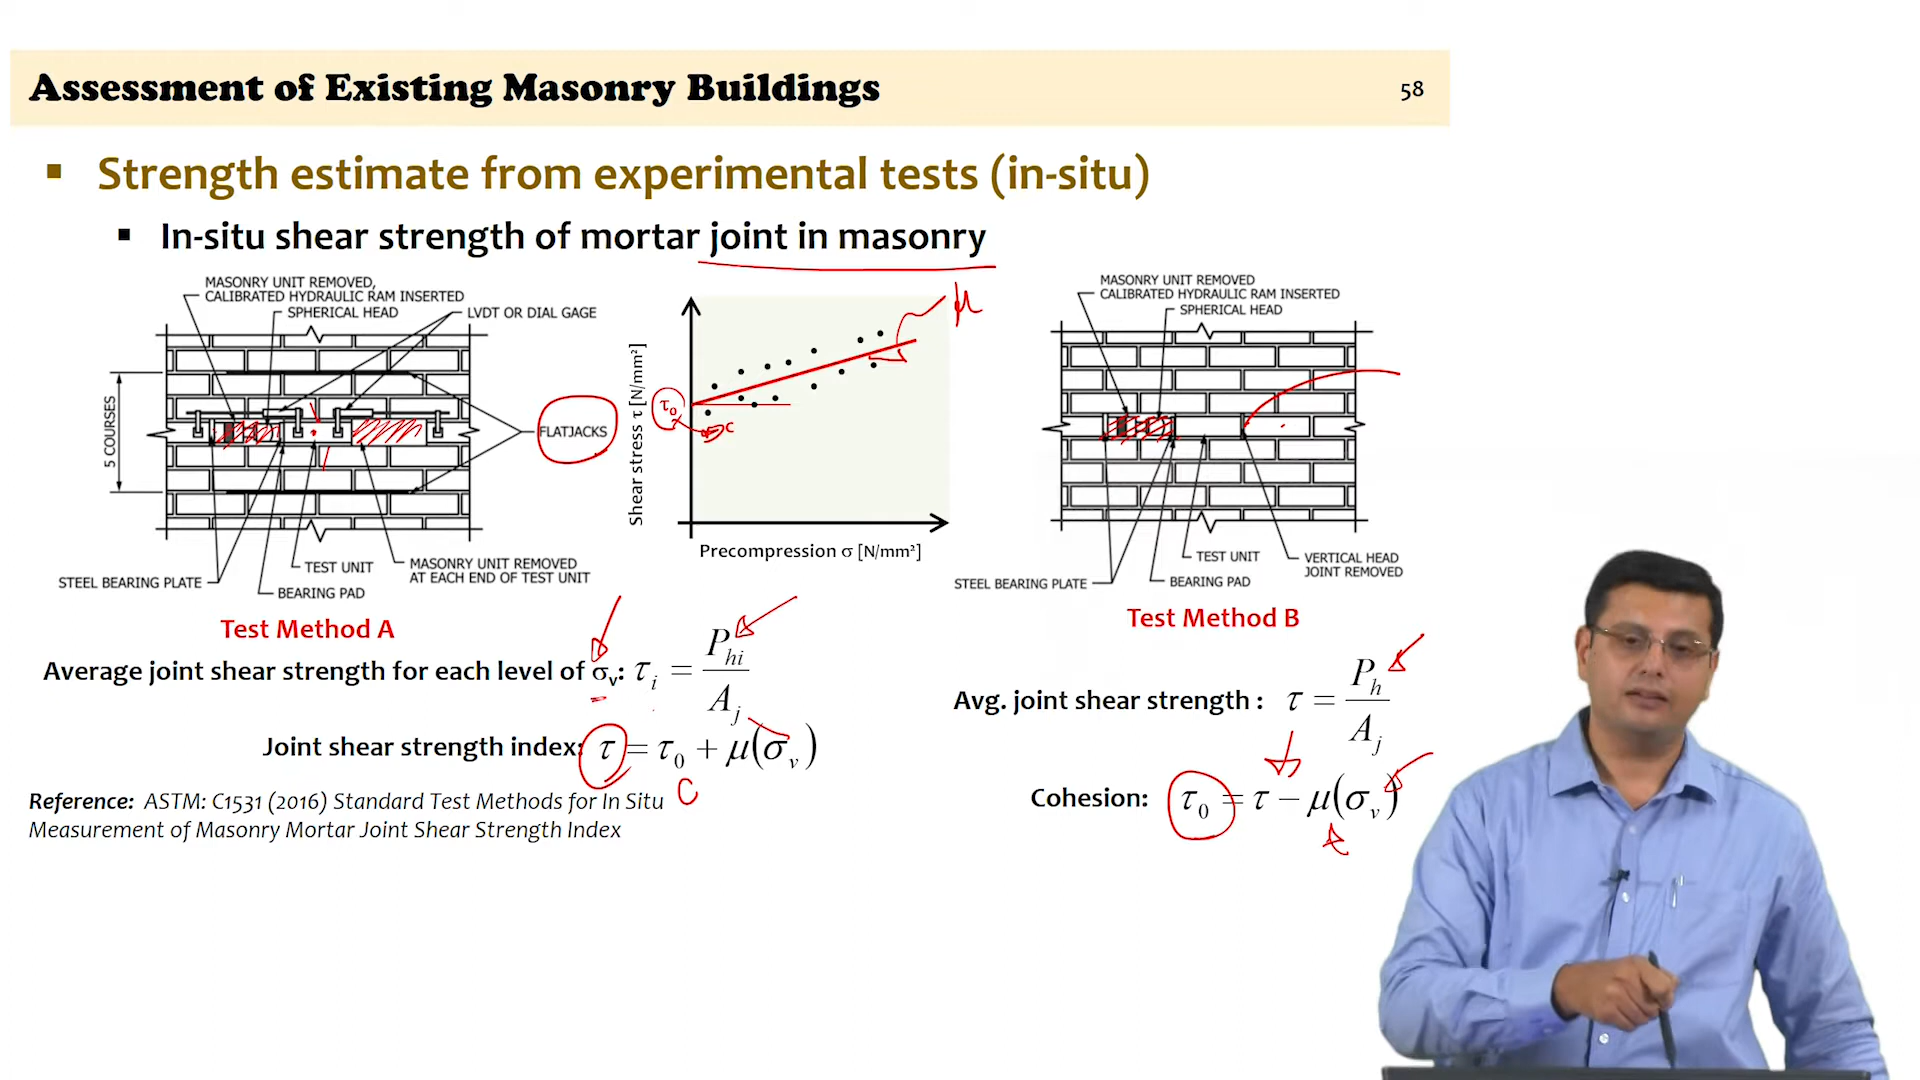 Assessment of Existing Masonry Buildings
58
▪ Strength estimate from experimental tests (in-situ)
▪ In-situ shear strength of mortar joint in masonry
MASONRY UNIT REMOVED,
CALIBRATED HYDRAULIC RAM INSERTED
SPHERICAL HEAD
LVDT OR DIAL GAGE
5 COURSES
FLATJACKS
TEST UNIT
MASONRY UNIT REMOVED
AT EACH END OF TEST UNIT
STEEL BEARING PLATE
BEARING PAD
Test Method A
μ
Shear stress τ [N/mm²]
τ₀
c
Precompression σ [N/mm²]
MASONRY UNIT REMOVED
CALIBRATED HYDRAULIC RAM INSERTED
SPHERICAL HEAD
TEST UNIT
VERTICAL HEAD
JOINT REMOVED
STEEL BEARING PLATE
BEARING PAD
Test Method B
Average joint shear strength for each level of σᵥ: τ_i = P_hi / A_j
Joint shear strength index: τ = τ₀ + μ(σᵥ)
C
Reference: ASTM: C1531 (2016) Standard Test Methods for In Situ
Measurement of Masonry Mortar Joint Shear Strength Index
Avg. joint shear strength : τ = P_h / A_j
Cohesion: τ₀ = τ − μ(σᵥ)